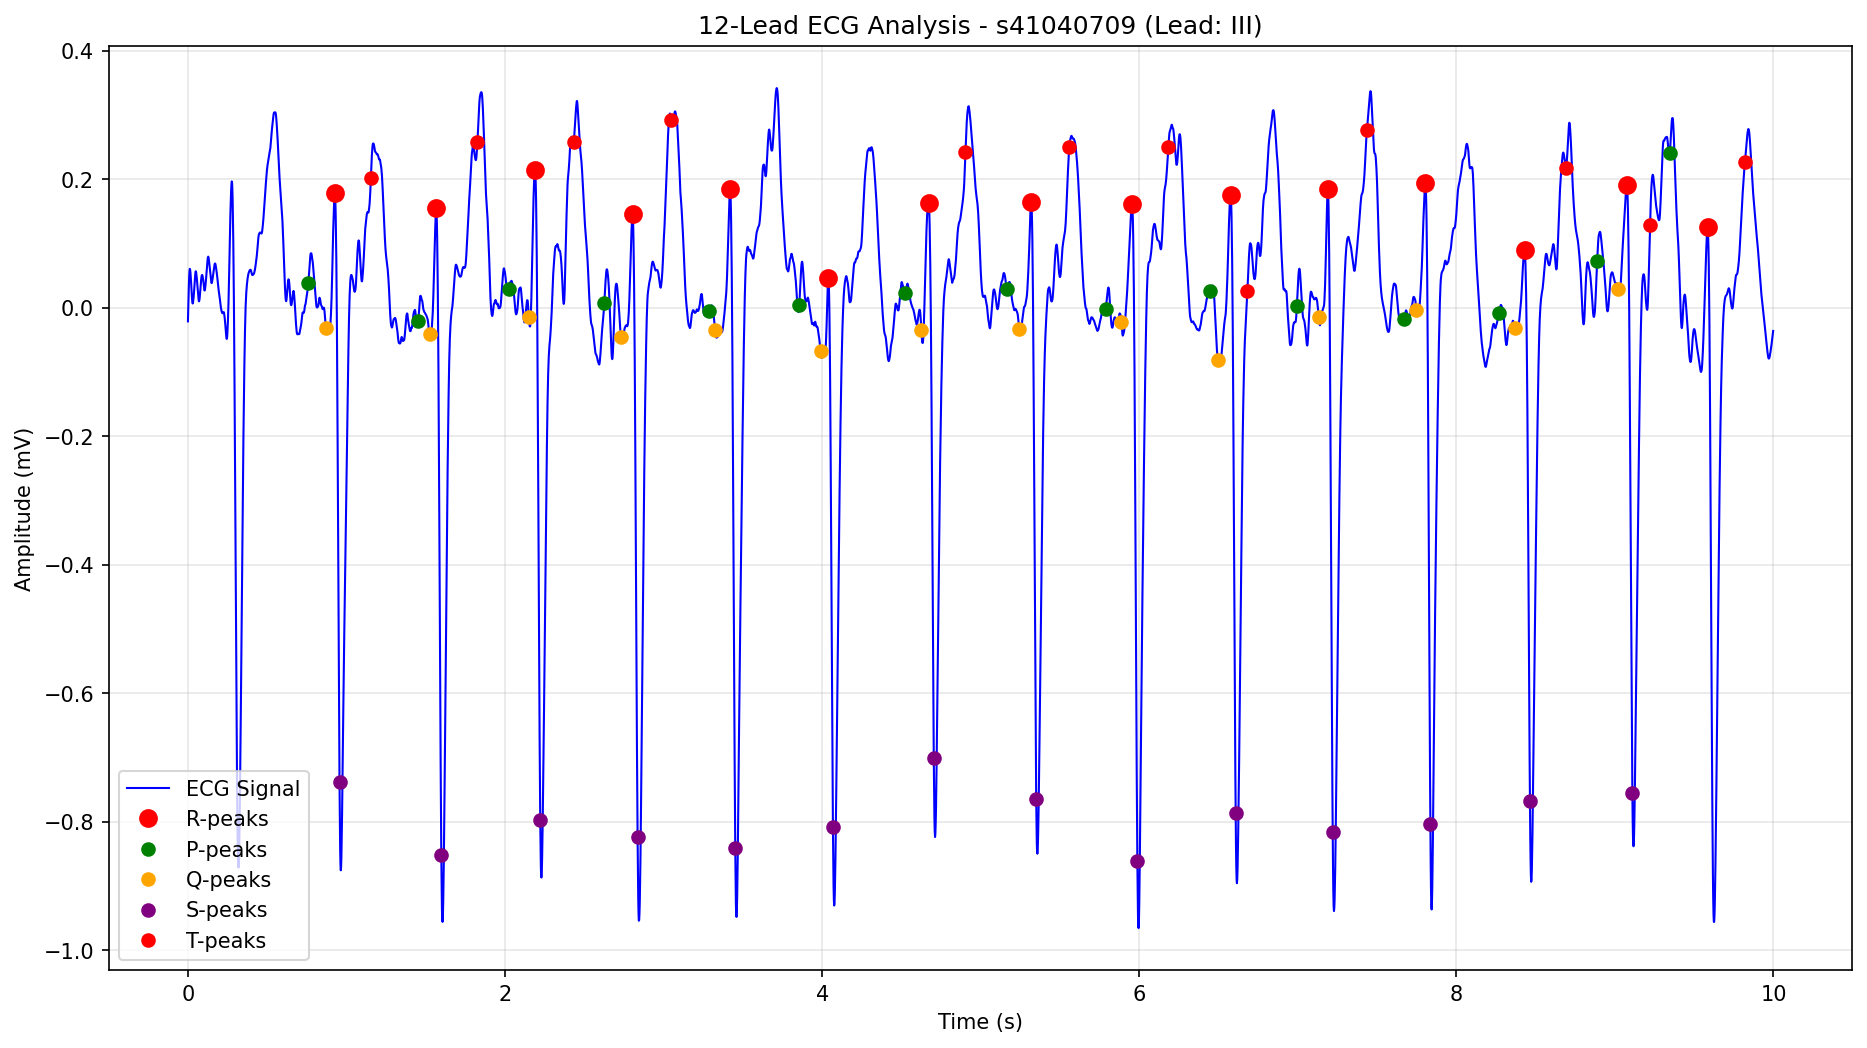 12-Lead ECG Analysis - s41040709 (Lead: III)
0.4
0.2
0.0
−0.2
−0.4
−0.6
−0.8
−1.0
Amplitude (mV)
ECG Signal
R-peaks
P-peaks
Q-peaks
S-peaks
T-peaks
0 2 4 6 8 10
Time (s)